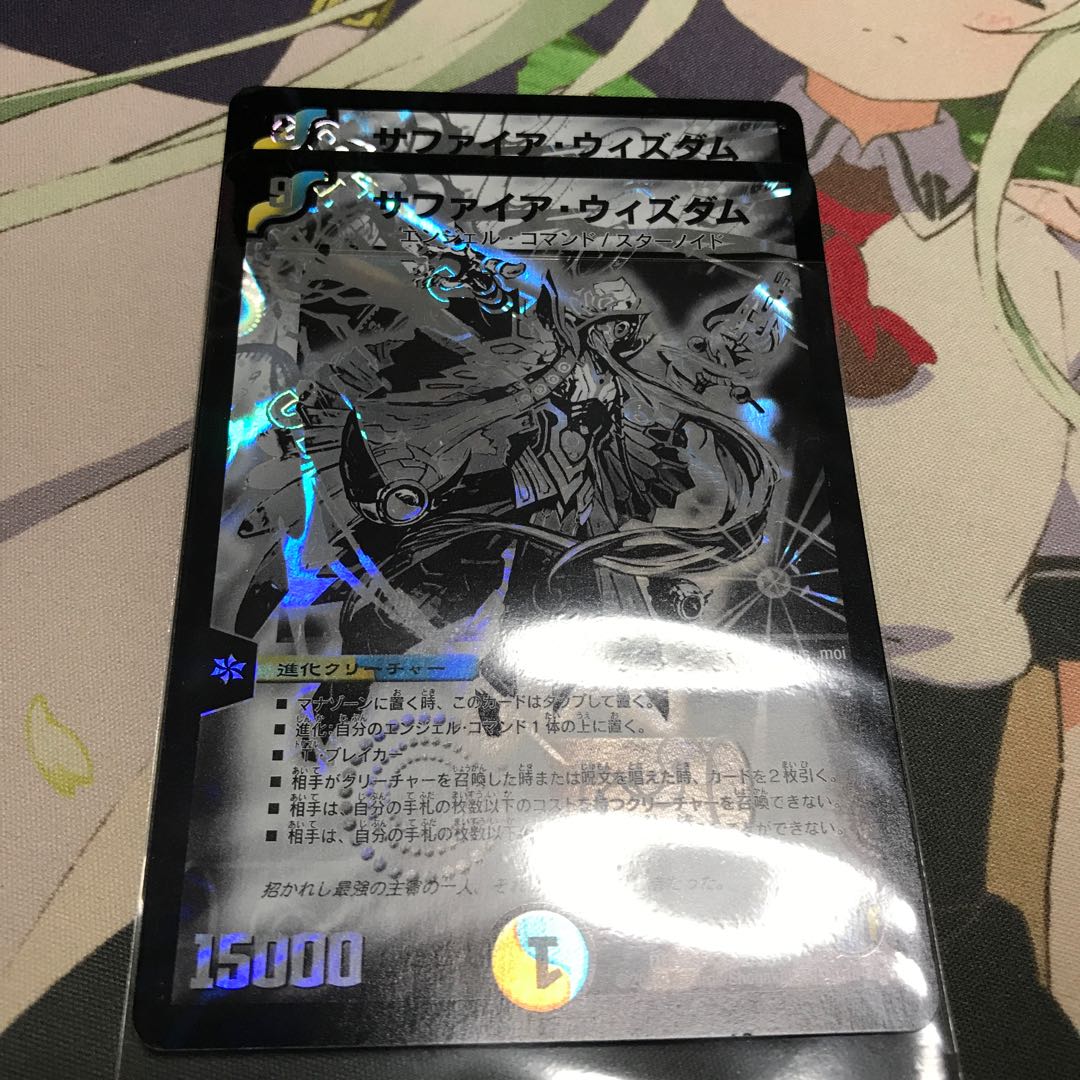 サファイア・ウィズダム
9
サファイア・ウィズダム
エンジェル・コマンド/スターノイド
moi
進化クリーチャー
■ マナゾーンに置く時、このカードはタップして置く。
■ 進化:自分のエンジェル・コマンド1体の上に置く。
■ T・ブレイカー
■ 相手がクリーチャーを召喚した時または呪文を唱えた時、カードを2枚引く。
■ 相手は、自分の手札の枚数以下のコストを持つクリーチャーを召喚できない。
■ 相手は、自分の手札の枚数以下 ができない。
招かれし最強の主 の一人、それ だった。
15000
1